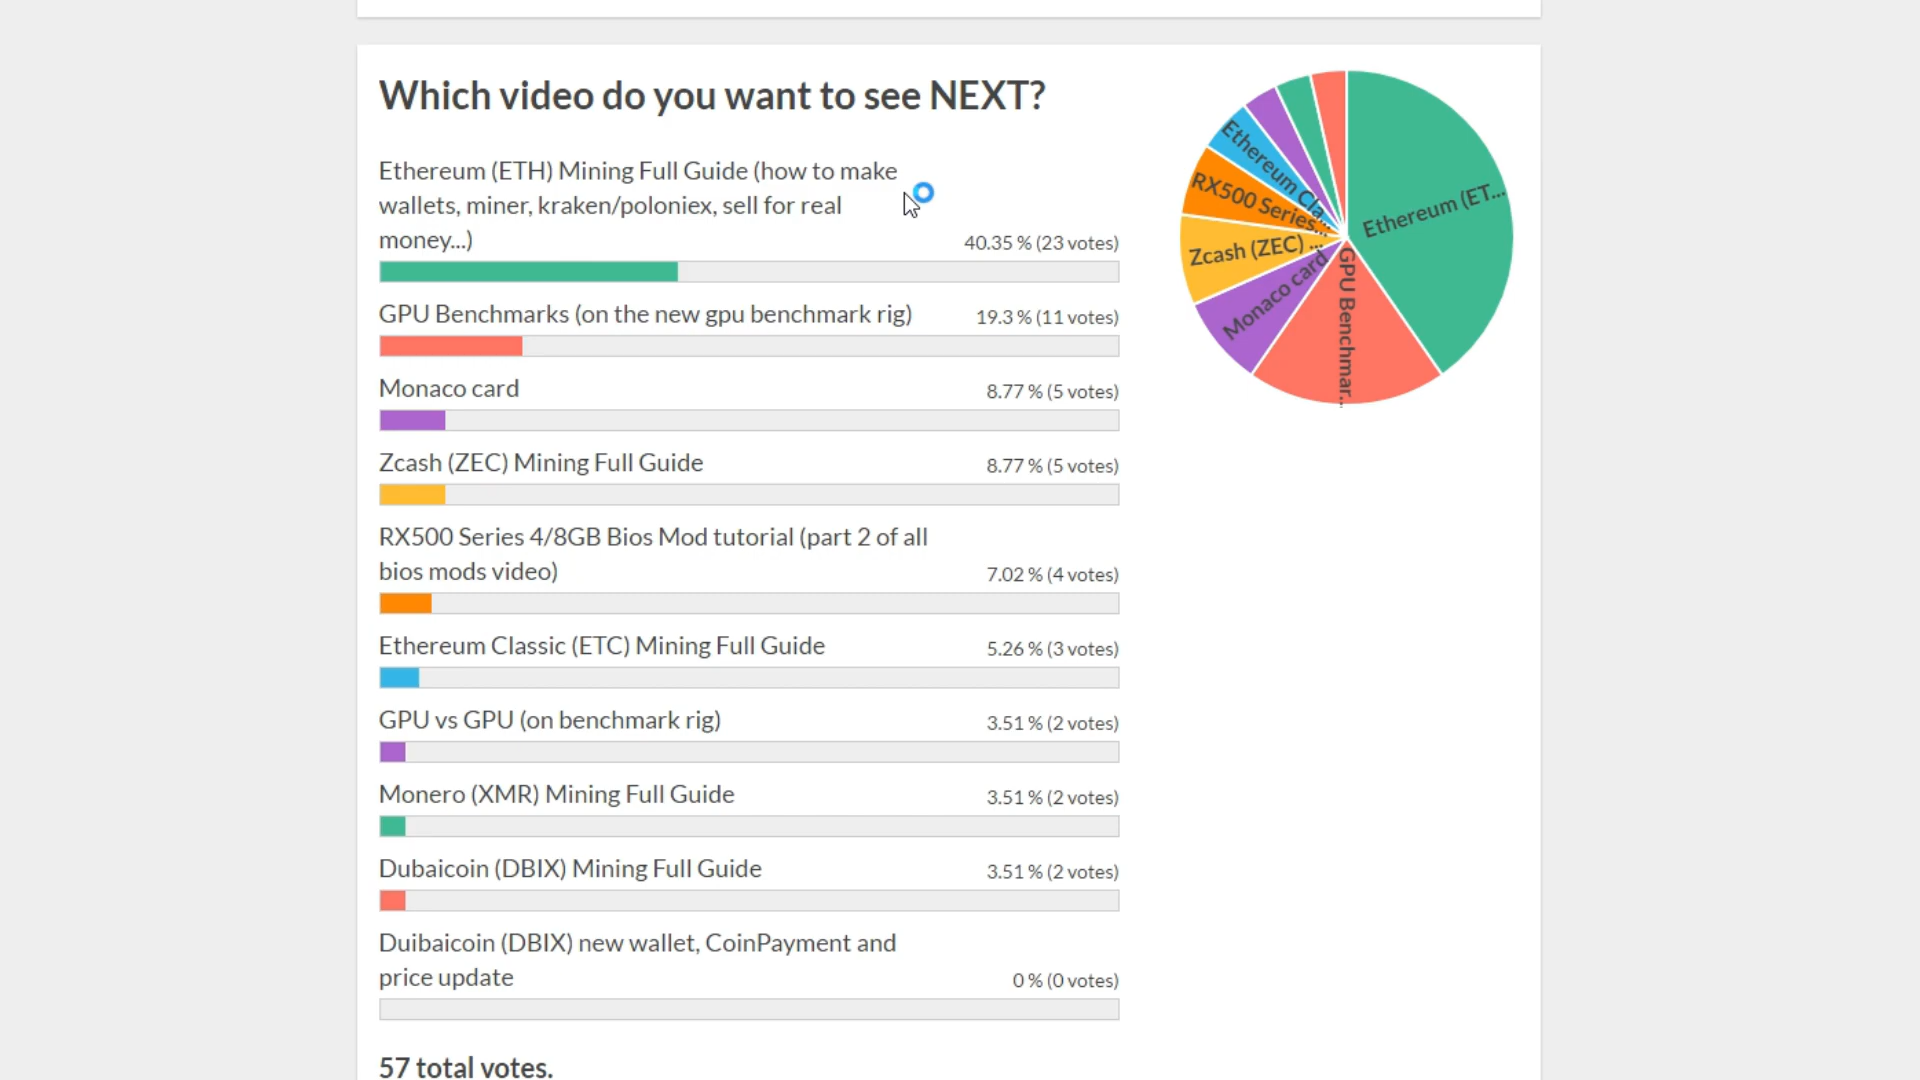 Which video do you want to see NEXT?
Ethereum (ETH) Mining Full Guide (how to make
wallets, miner, kraken/poloniex, sell for real
money...)
40.35 % (23 votes)
GPU Benchmarks (on the new gpu benchmark rig)
19.3 % (11 votes)
Monaco card
8.77 % (5 votes)
Zcash (ZEC) Mining Full Guide
8.77 % (5 votes)
RX500 Series 4/8GB Bios Mod tutorial (part 2 of all
bios mods video)
7.02 % (4 votes)
Ethereum Classic (ETC) Mining Full Guide
5.26 % (3 votes)
GPU vs GPU (on benchmark rig)
3.51 % (2 votes)
Monero (XMR) Mining Full Guide
3.51 % (2 votes)
Dubaicoin (DBIX) Mining Full Guide
3.51 % (2 votes)
Duibaicoin (DBIX) new wallet, CoinPayment and
price update
0 % (0 votes)
57 total votes.
Ethereum (ET...
GPU Benchmar...
Monaco card
Zcash (ZEC) ...
RX500 Series...
Ethereum Cla...